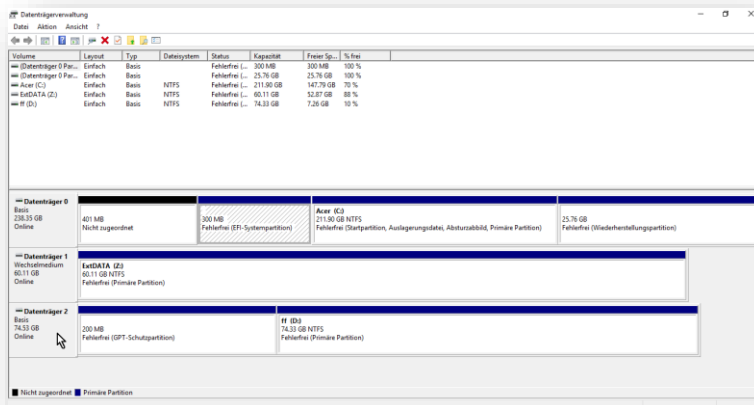 Datenträgerverwaltung
Datei Aktion Ansicht ?
Volume Layout Typ Dateisystem Status Kapazität Freier Sp... % frei
(Datenträger 0 Par... Einfach Basis Fehlerfrei (... 300 MB 300 MB 100 %
(Datenträger 0 Par... Einfach Basis Fehlerfrei (... 25.76 GB 25.76 GB 100 %
Acer (C:) Einfach Basis NTFS Fehlerfrei (... 211.90 GB 147.79 GB 70 %
ExtDATA (Z:) Einfach Basis NTFS Fehlerfrei (... 60.11 GB 52.87 GB 88 %
ff (D:) Einfach Basis NTFS Fehlerfrei (... 74.33 GB 7.26 GB 10 %
Datenträger 0
Basis
238.35 GB
Online
401 MB
Nicht zugeordnet
300 MB
Fehlerfrei (EFI-Systempartition)
Acer (C:)
211.90 GB NTFS
Fehlerfrei (Startpartition, Auslagerungsdatei, Absturzabbild, Primäre Partition)
25.76 GB
Fehlerfrei (Wiederherstellungspartition)
Datenträger 1
Wechselmedium
60.11 GB
Online
ExtDATA (Z:)
60.11 GB NTFS
Fehlerfrei (Primäre Partition)
Datenträger 2
Basis
74.53 GB
Online
200 MB
Fehlerfrei (GPT-Schutzpartition)
ff (D:)
74.33 GB NTFS
Fehlerfrei (Primäre Partition)
Nicht zugeordnet Primäre Partition